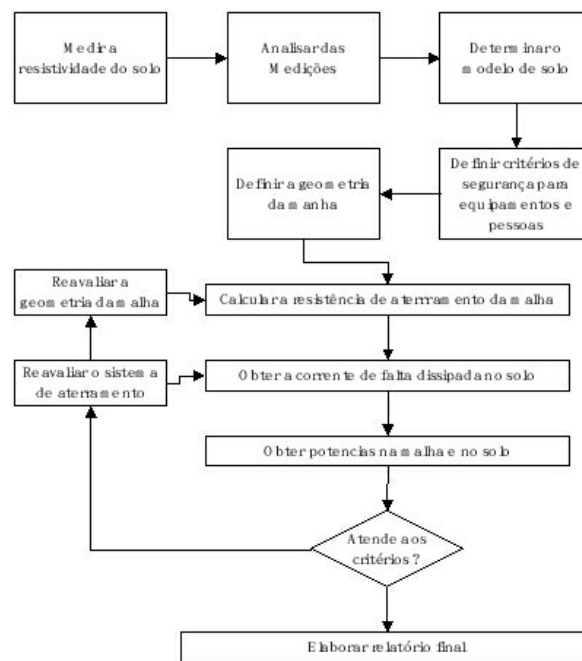 Medir a
resistividade do solo
Analisar das
Medições
Determinar o
modelo de solo
Definir critérios de
segurança para
equipamentos e
pessoas
Definir a geometria
da manha
Reavaliar a
geometria da malha
Calcular a resistência de aterrramento da malha
Reavaliar o sistema
de aterramento
Obter a corrente de falta dissipada no solo
Obter potencias na malha e no solo
Atende aos
critérios?
Elaborar relatório final